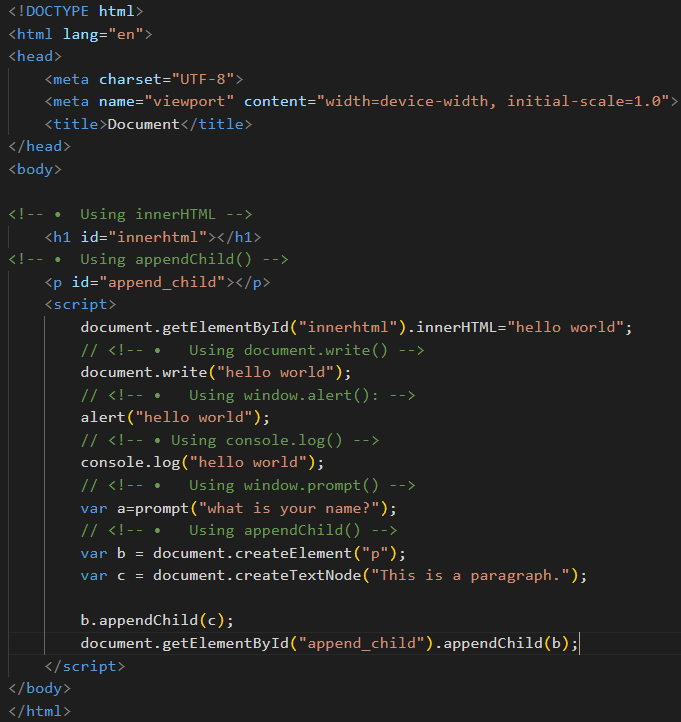 <!DOCTYPE html>
<html lang="en">
<head>
    <meta charset="UTF-8">
    <meta name="viewport" content="width=device-width, initial-scale=1.0">
    <title>Document</title>
</head>
<body>

<!-- •  Using innerHTML -->
    <h1 id="innerhtml"></h1>
<!-- •  Using appendChild() -->
    <p id="append_child"></p>
    <script>
        document.getElementById("innerhtml").innerHTML="hello world";
        // <!-- •   Using document.write() -->
        document.write("hello world");
        // <!-- •   Using window.alert(): -->
        alert("hello world");
        // <!-- • Using console.log() -->
        console.log("hello world");
        // <!-- •   Using window.prompt() -->
        var a=prompt("what is your name?");
        // <!-- •   Using appendChild() -->
        var b = document.createElement("p");
        var c = document.createTextNode("This is a paragraph.");

        b.appendChild(c);
        document.getElementById("append_child").appendChild(b);
    </script>
</body>
</html>